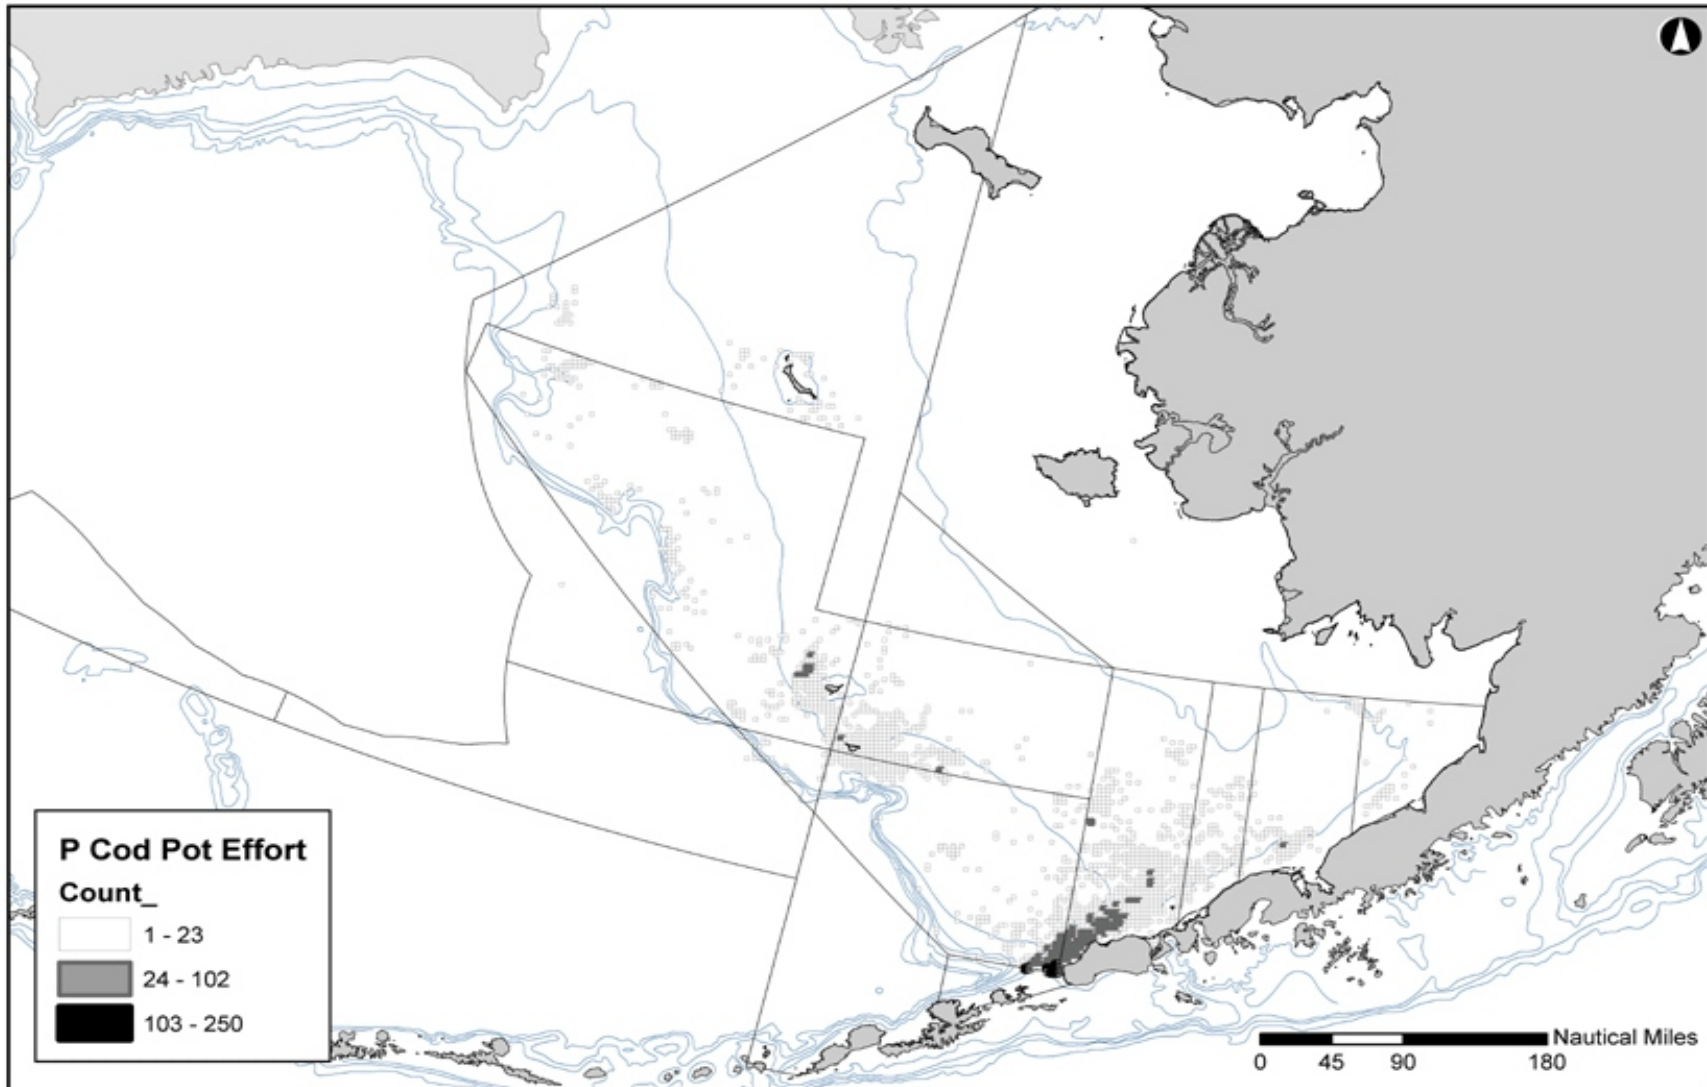 P Cod Pot Effort
Count_
1 - 23
24 - 102
103 - 250
Nautical Miles
0 45 90 180